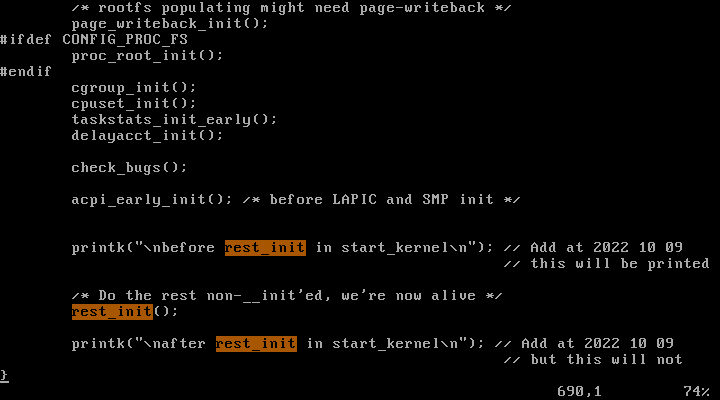 /* rootfs populating might need page-writeback */
page_writeback_init();
#ifdef CONFIG_PROC_FS
proc_root_init();
#endif
cgroup_init();
cpuset_init();
taskstats_init_early();
delayacct_init();
check_bugs();
acpi_early_init(); /* before LAPIC and SMP init */
printk("\nbefore rest_init in start_kernel\n"); // Add at 2022 10 09
// this will be printed
/* Do the rest non-__init'ed, we're now alive */
rest_init();
printk("\nafter rest_init in start_kernel\n"); // Add at 2022 10 09
// but this will not
}
690,1 74%